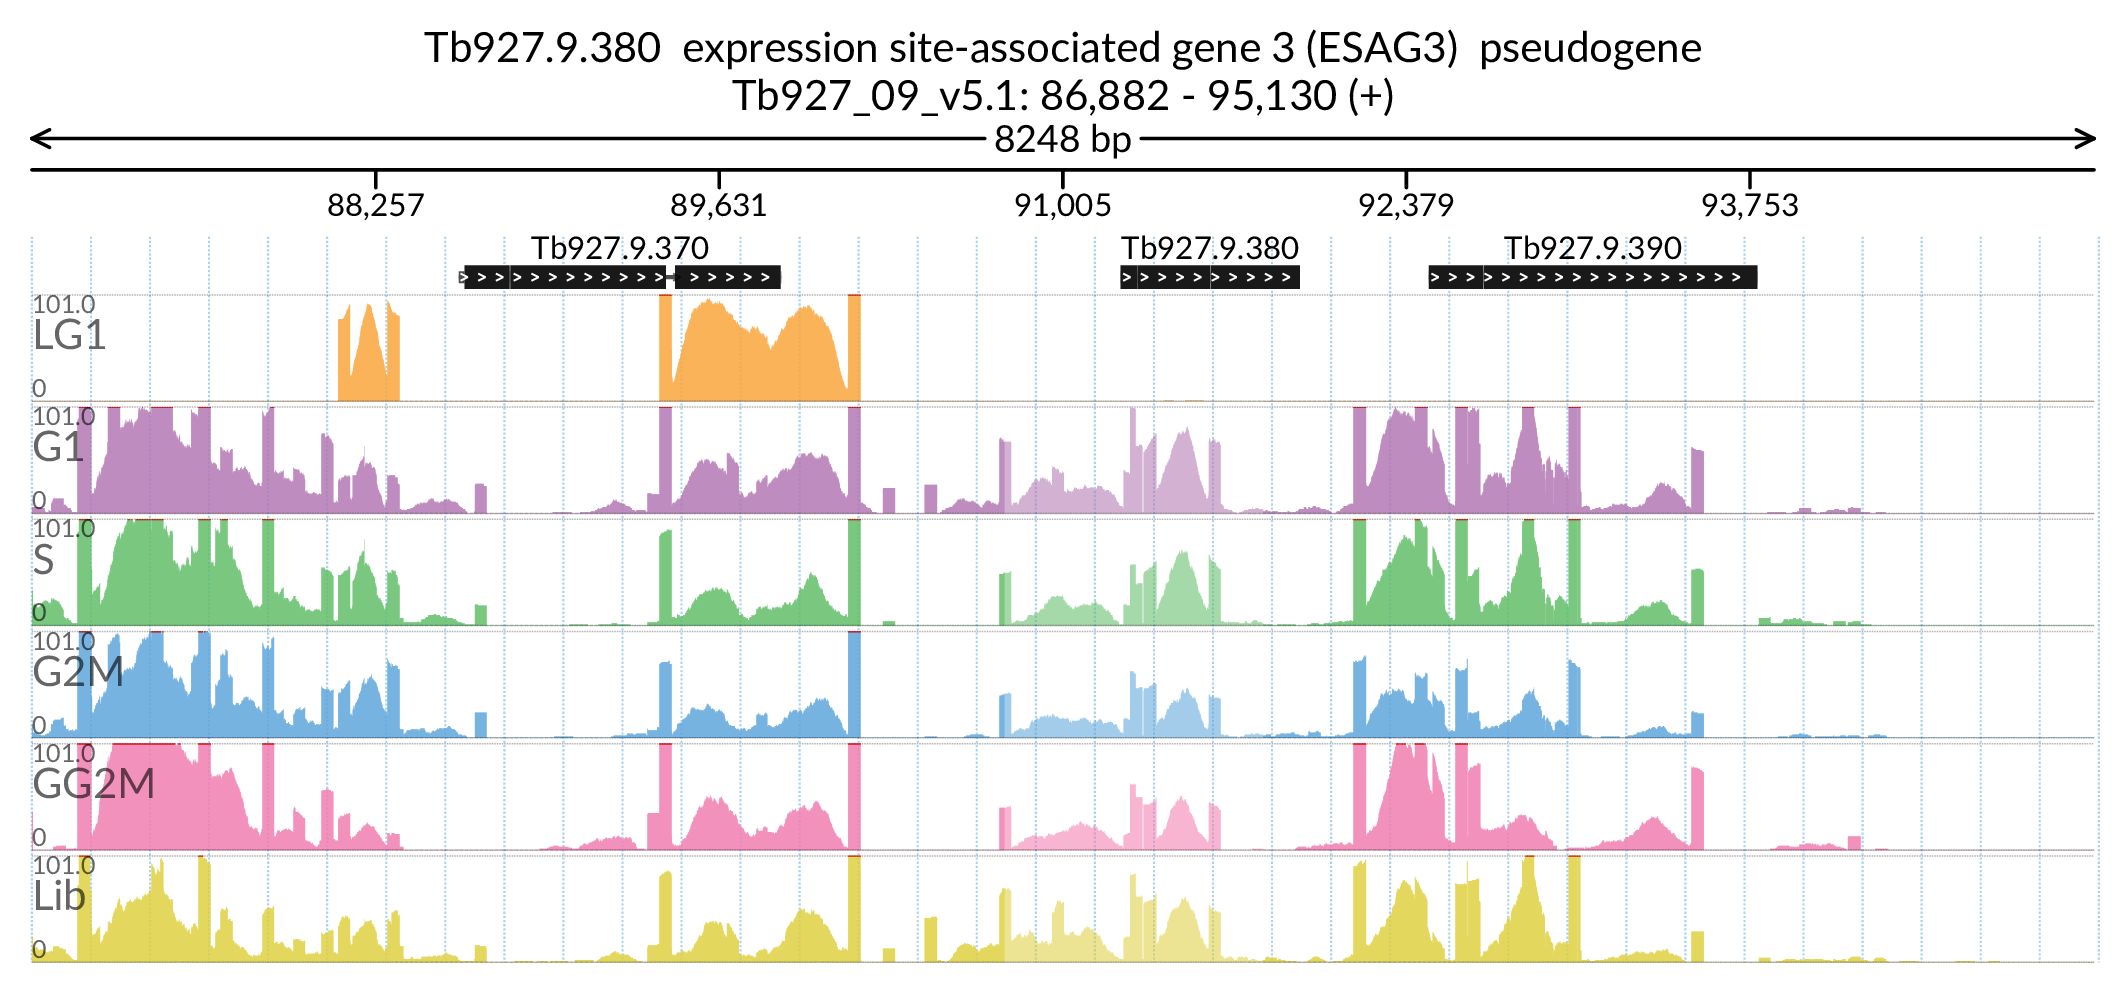 Tb927.9.380  expression site-associated gene 3 (ESAG3)  pseudogene
Tb927_09_v5.1: 86,882 - 95,130 (+)
8248 bp
88,257 89,631 91,005 92,379 93,753
Tb927.9.370 Tb927.9.380 Tb927.9.390
101.0
LG1
0
101.0
G1
0
101.0
S
0
101.0
G2M
0
101.0
GG2M
0
101.0
Lib
0